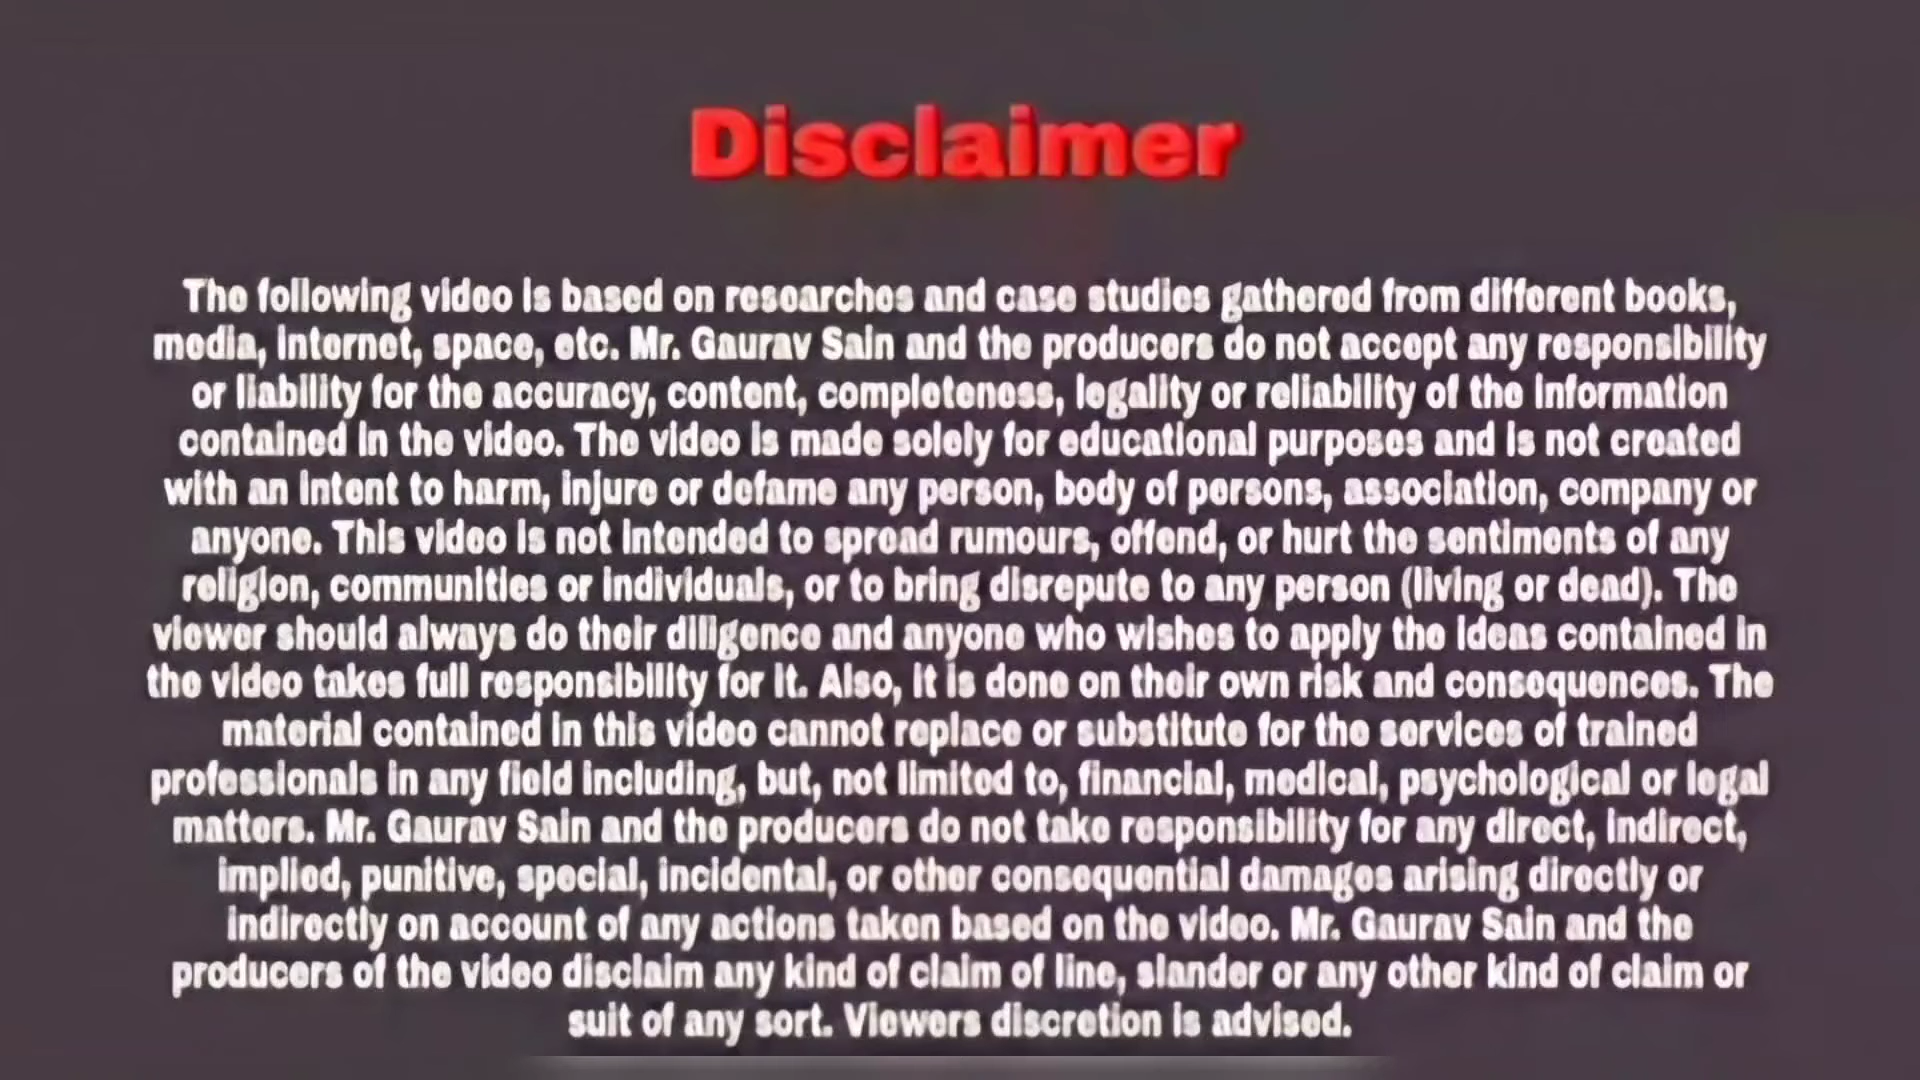 Disclaimer
The following video is based on researches and case studies gathered from different books,
media, internet, space, etc. Mr. Gaurav Sain and the producers do not accept any responsibility
or liability for the accuracy, content, completeness, legality or reliability of the information
contained in the video. The video is made solely for educational purposes and is not created
with an intent to harm, injure or defame any person, body of persons, association, company or
anyone. This video is not intended to spread rumours, offend, or hurt the sentiments of any
religion, communities or individuals, or to bring disrepute to any person (living or dead). The
viewer should always do their diligence and anyone who wishes to apply the ideas contained in
the video takes full responsibility for it. Also, it is done on their own risk and consequences. The
material contained in this video cannot replace or substitute for the services of trained
professionals in any field including, but, not limited to, financial, medical, psychological or legal
matters. Mr. Gaurav Sain and the producers do not take responsibility for any direct, indirect,
implied, punitive, special, incidental, or other consequential damages arising directly or
indirectly on account of any actions taken based on the video. Mr. Gaurav Sain and the
producers of the video disclaim any kind of claim of line, slander or any other kind of claim or
suit of any sort. Viewers discretion is advised.